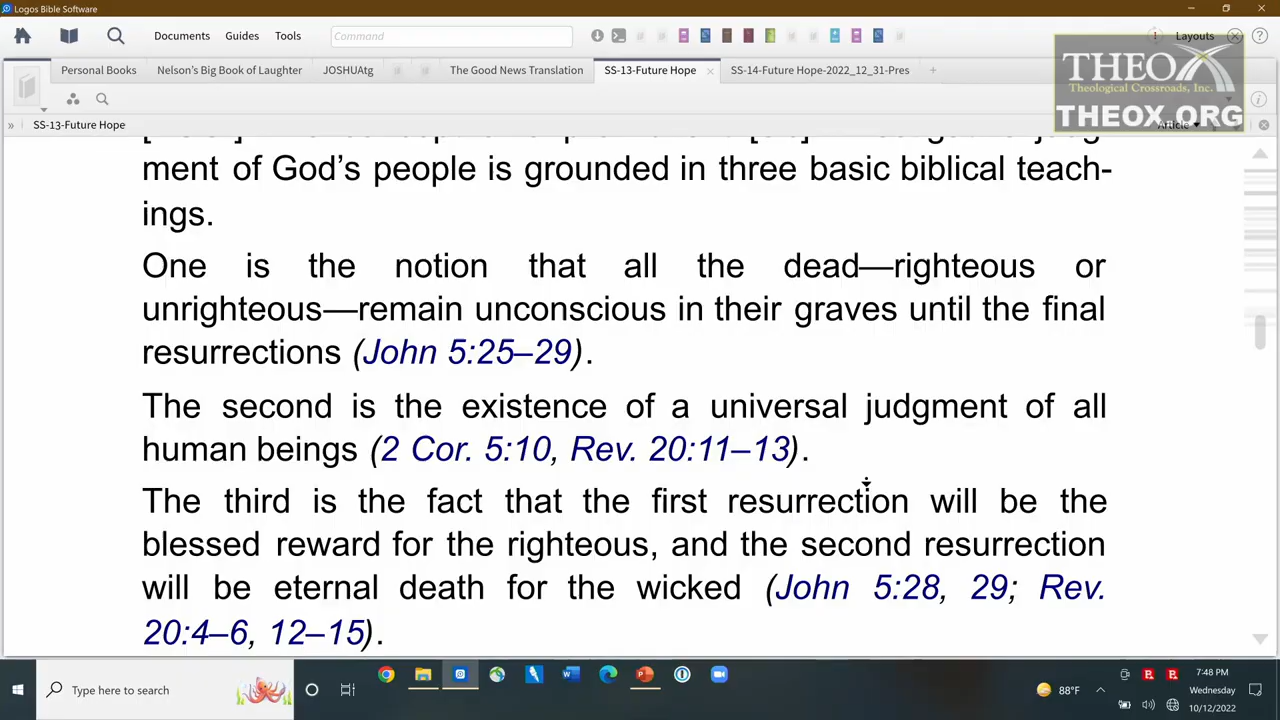 Logos Bible Software
Documents Guides Tools Command Layouts
Personal Books Nelson's Big Book of Laughter JOSHUAtg The Good News Translation SS-13-Future Hope SS-14-Future Hope-2022_12_31-Pres
THEOX
Theological Crossroads, Inc.
THEOX.ORG
SS-13-Future Hope Article
ment of God’s people is grounded in three basic biblical teach-
ings.
One is the notion that all the dead—righteous or
unrighteous—remain unconscious in their graves until the final
resurrections (John 5:25–29).
The second is the existence of a universal judgment of all
human beings (2 Cor. 5:10, Rev. 20:11–13).
The third is the fact that the first resurrection will be the
blessed reward for the righteous, and the second resurrection
will be eternal death for the wicked (John 5:28, 29; Rev.
20:4–6, 12–15).
Type here to search 88°F 7:48 PM
Wednesday
10/12/2022